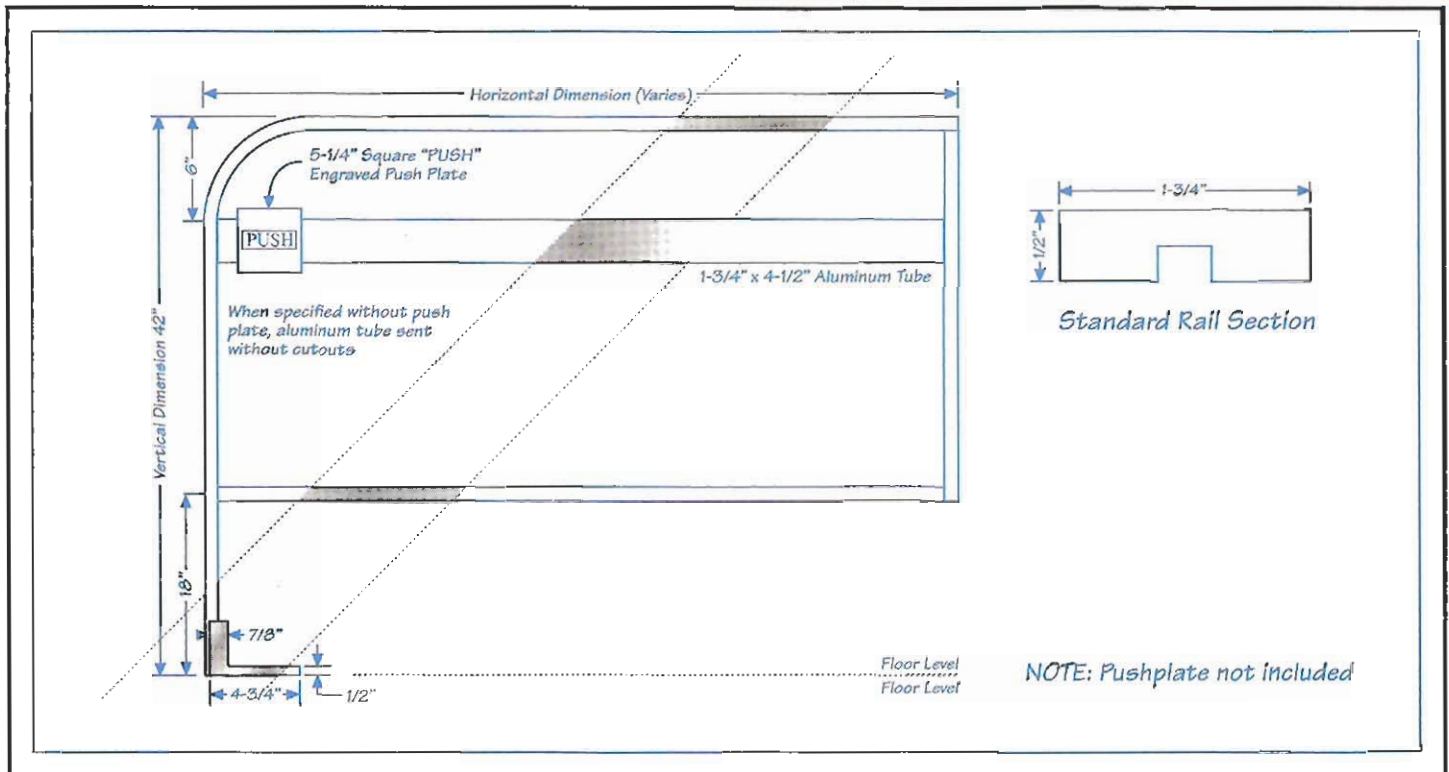 Horizontal Dimension (Varies)
6"
5-1/4" Square "PUSH"
Engraved Push Plate
PUSH
1-3/4" x 4-1/2" Aluminum Tube
When specified without push
plate, aluminum tube sent
without cutouts
Vertical Dimension 42"
18"
7/8"
4-3/4"
1/2"
Floor Level
Floor Level
1-3/4"
1/2"
Standard Rail Section
NOTE: Pushplate not included